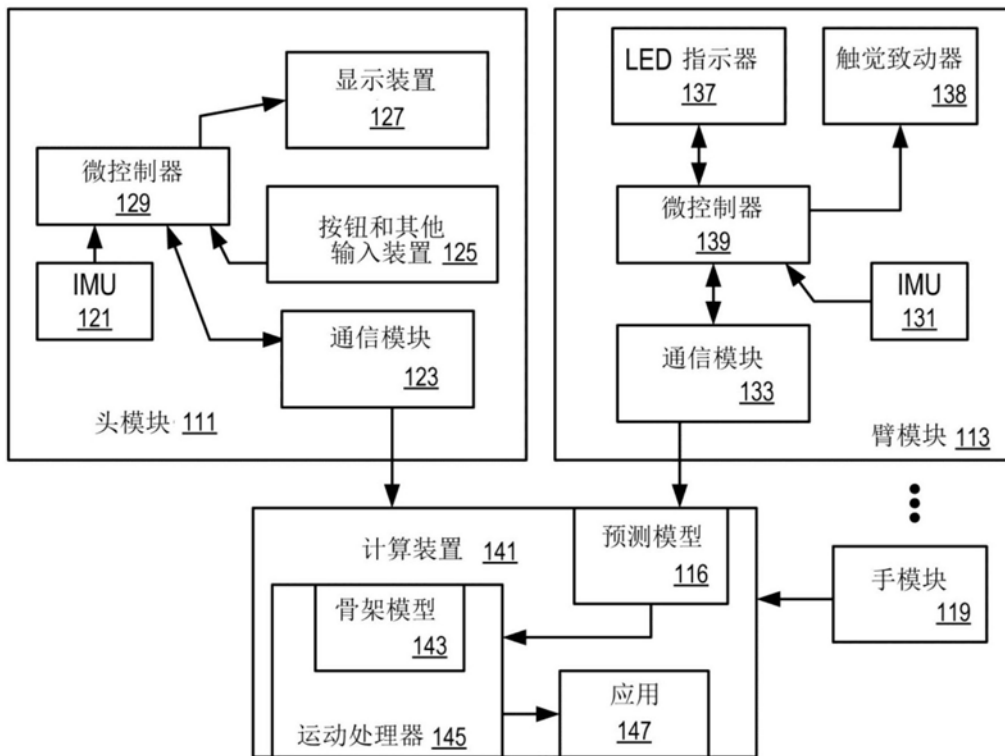 显示装置
127
微控制器
129
按钮和其他
输入装置 125
IMU
121
通信模块
123
头模块 111
LED 指示器
137
触觉致动器
138
微控制器
139
IMU
131
通信模块
133
臂模块 113
计算装置 141
预测模型
116
骨架模型
143
运动处理器 145
应用
147
手模块
119